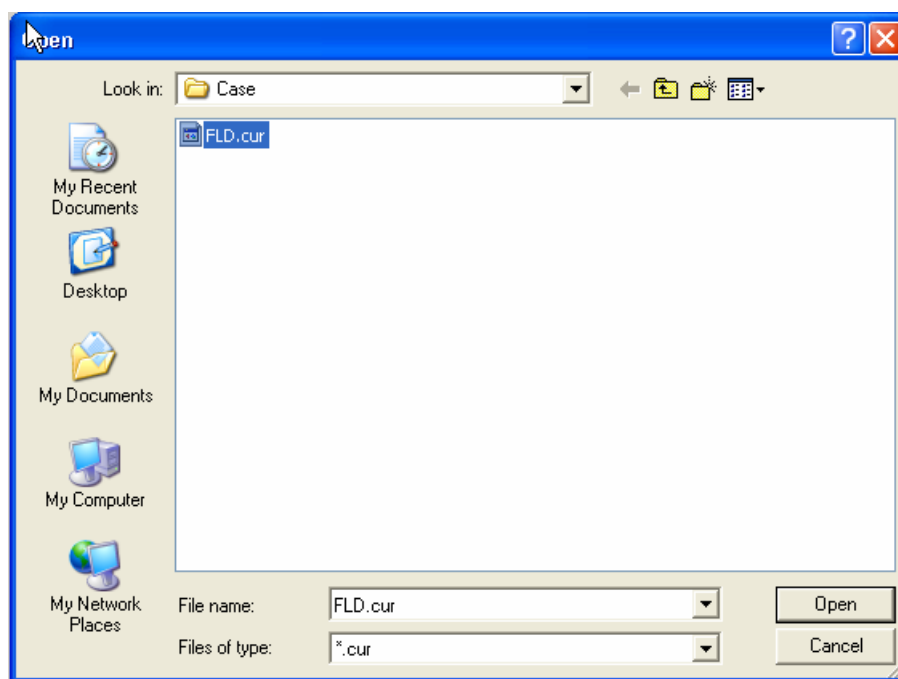 Open
Look in: Case
FLD.cur
My Recent
Documents
Desktop
My Documents
My Computer
My Network
Places
File name: FLD.cur Open
Files of type: *.cur Cancel